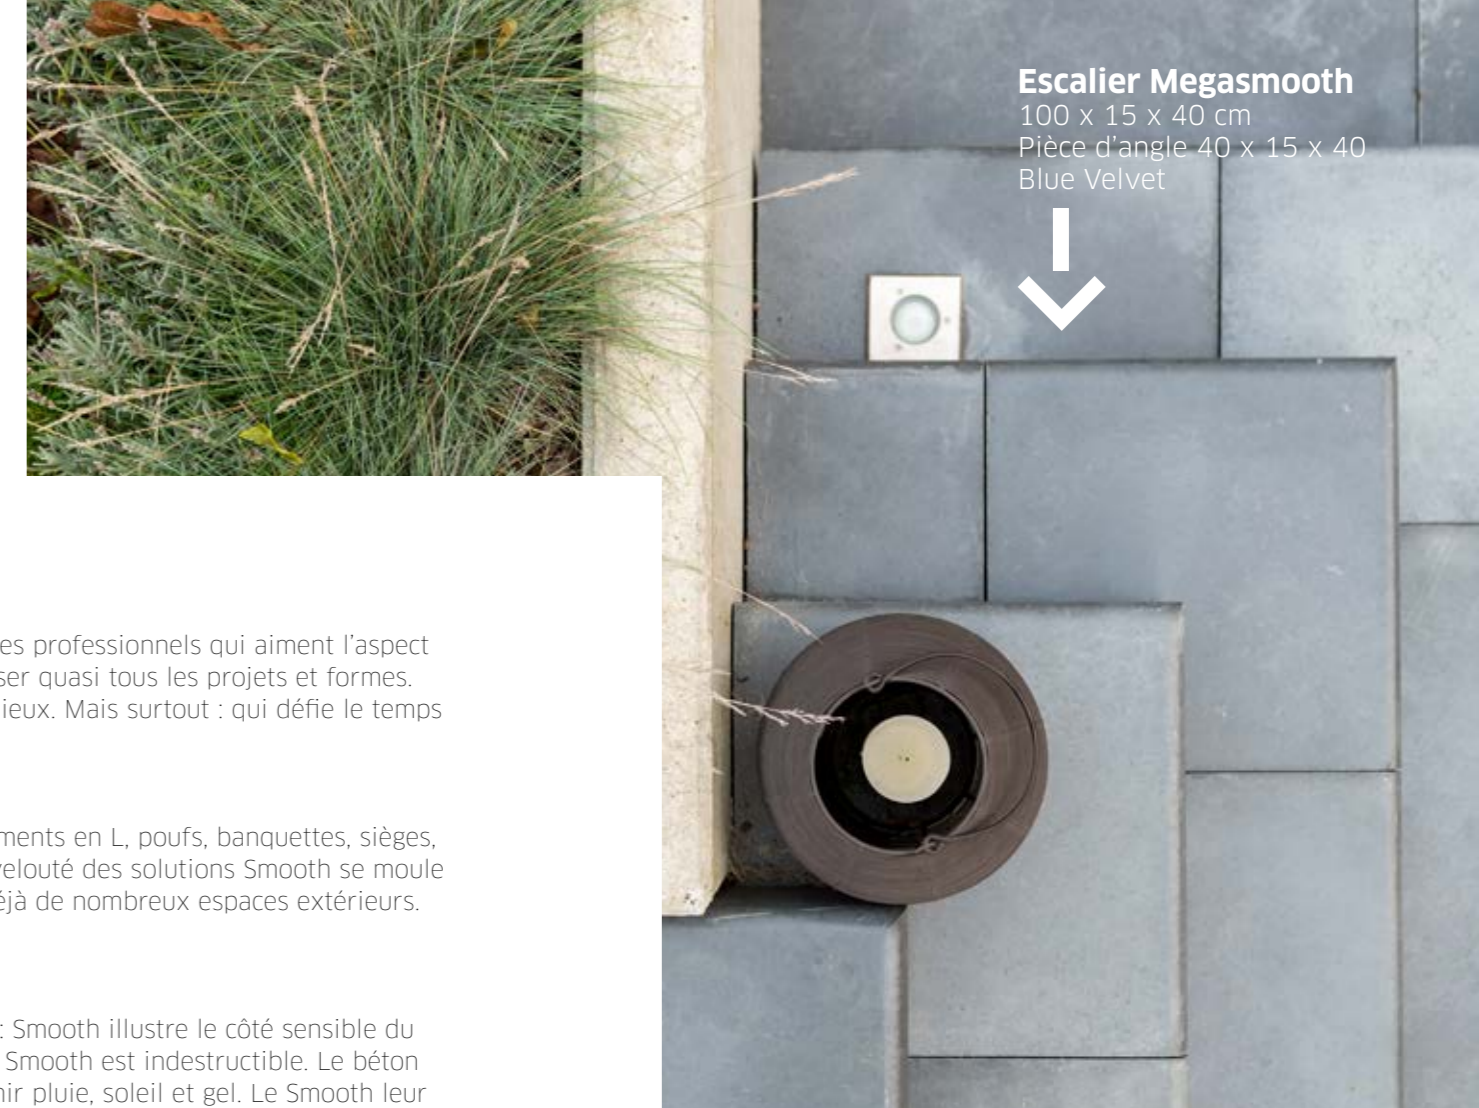 Escalier Megasmooth
100 x 15 x 40 cm
Pièce d'angle 40 x 15 x 40
Blue Velvet
es professionnels qui aiment l'aspect
ser quasi tous les projets et formes.
ieux. Mais surtout : qui défie le temps
ments en L, poufs, banquettes, sièges,
velouté des solutions Smooth se moule
éjà de nombreux espaces extérieurs.
: Smooth illustre le côté sensible du
Smooth est indestructible. Le béton
nir pluie, soleil et gel. Le Smooth leur